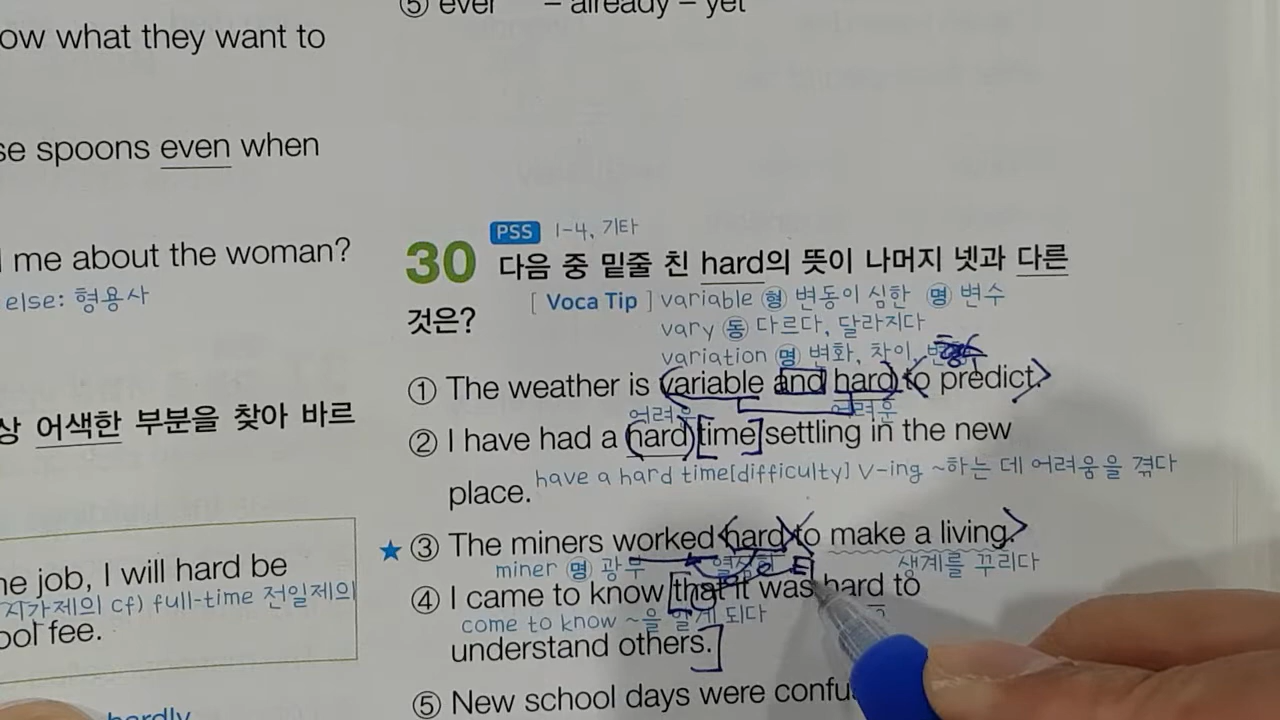 ow what they want to
se spoons even when
l me about the woman?
else: 형용사
상 어색한 부분을 찾아 바르
ne job, I will hard be
시가제의 cf) full-time 전일제의
ool fee.
hardly
⑤ ever – already – yet
PSS 1-4, 기타
30 다음 중 밑줄 친 hard의 뜻이 나머지 넷과 다른
것은?
[ Voca Tip ] variable 형 변동이 심한 명 변수
vary 동 다르다, 달라지다
variation 명 변화, 차이,
① The weather is variable and hard to predict.
어려운 어려운
② I have had a hard time settling in the new
place. have a hard time[difficulty] V-ing ~하는 데 어려움을 겪다
★ ③ The miners worked hard to make a living.
miner 명 광부 열심히 생계를 꾸리다
④ I came to know that it was hard to
come to know ~을 알게 되다
understand others.
⑤ New school days were confu